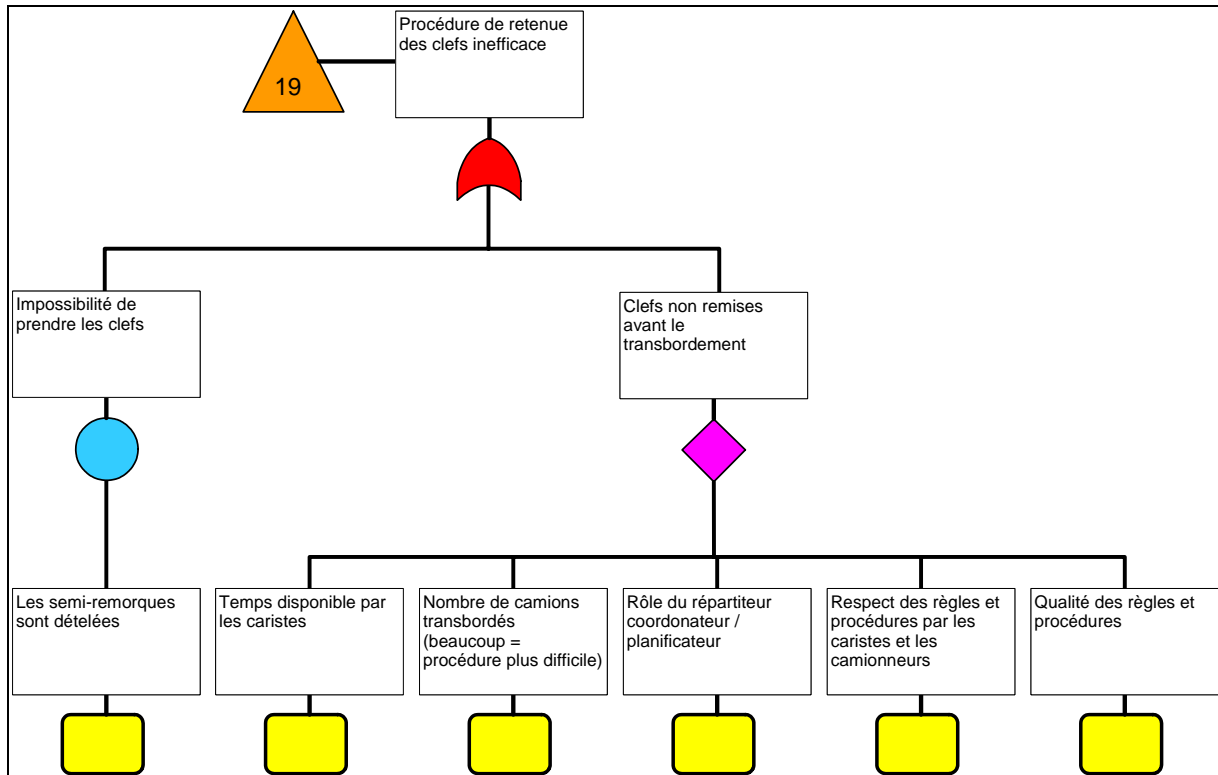 Procédure de retenue
des clefs inefficace
19
Impossibilité de
prendre les clefs
Clefs non remises
avant le
transbordement
Les semi-remorques
sont dételées
Temps disponible par
les caristes
Nombre de camions
transbordés
(beaucoup =
procédure plus difficile)
Rôle du répartiteur
coordonateur /
planificateur
Respect des règles et
procédures par les
caristes et les
camionneurs
Qualité des règles et
procédures